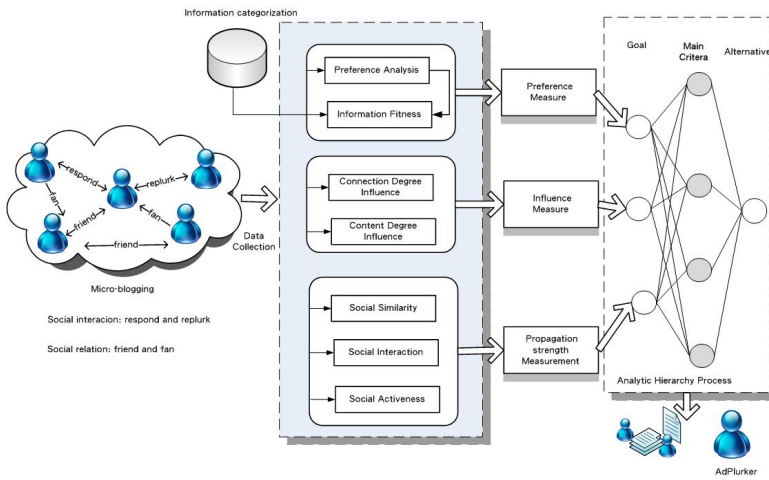 Information categorization
Goal
Main
Critera
Alternative
Preference Analysis
Information Fitness
Preference
Measure
respond
replurk
fan
friend
fan
friend
Connection Degree
Influence
Content Degree
Influence
Influence
Measure
Data
Collection
Micro-blogging
Social interacion: respond and replurk
Social relation: friend and fan
Social Similarity
Social Interaction
Social Activeness
Propagation
strength
Measurement
Analytic Hierarchy Process
AdPlurker